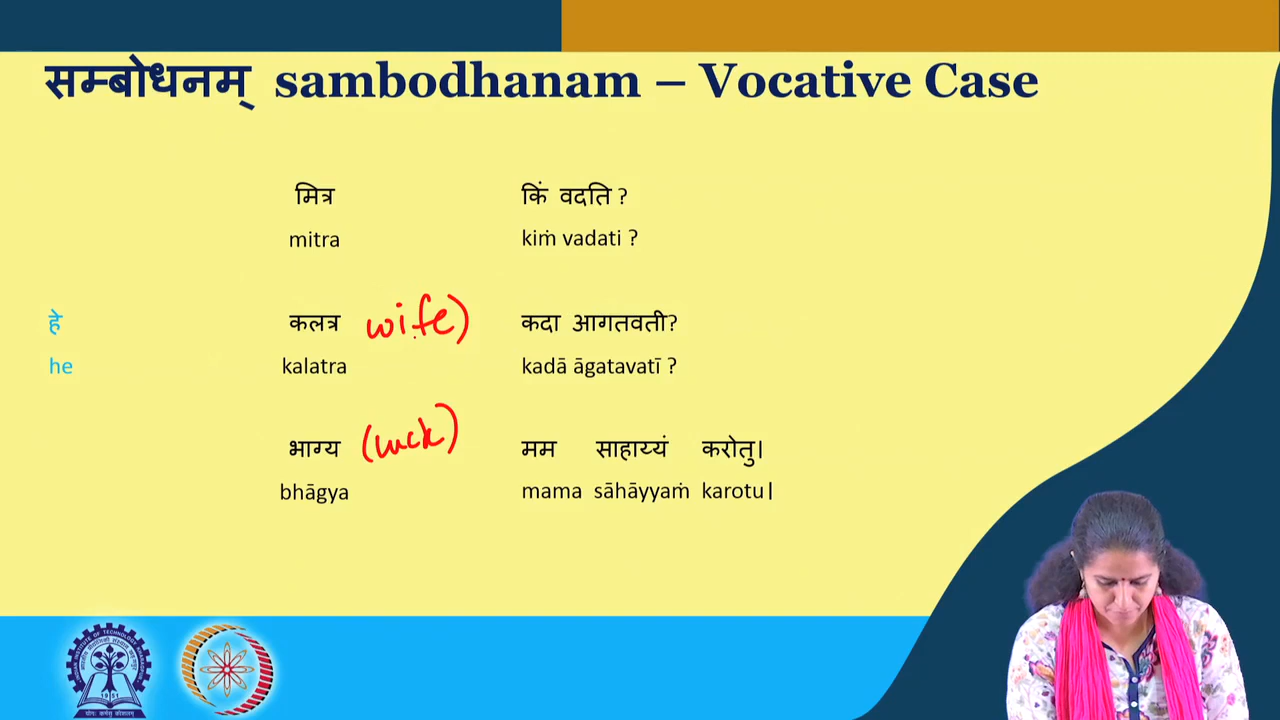 सम्बोधनम् sambodhanam – Vocative Case
मित्र किं वदति ?
mitra kiṁ vadati ?
हे कलत्र wife) कदा आगतवती?
he kalatra kadā āgatavatī ?
भाग्य (luck) मम साहाय्यं करोतु।
bhāgya mama sāhāyyaṁ karotu।